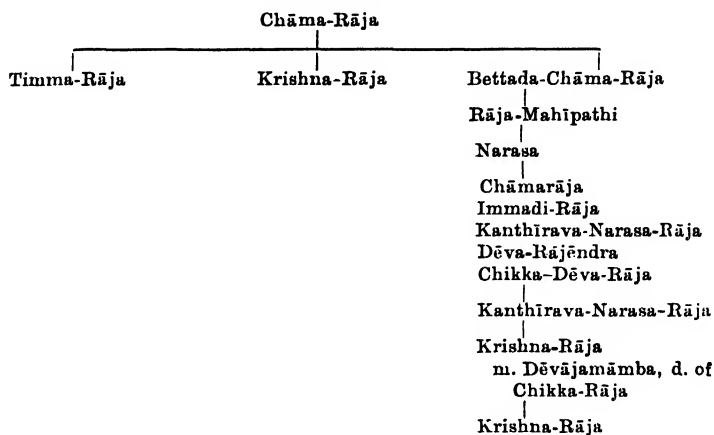 Chāma-Rāja
Timma-Rāja Krishna-Rāja Bettada-Chāma-Rāja
Rāja-Mahīpathi
Narasa
Chāmarāja
Immadi-Rāja
Kanthīrava-Narasa-Rāja
Dēva-Rājēndra
Chikka-Dēva-Rāja
Kanthīrava-Narasa-Rāja
Krishna-Rāja
m. Dēvājamāmba, d. of
Chikka-Rāja
Krishna-Rāja